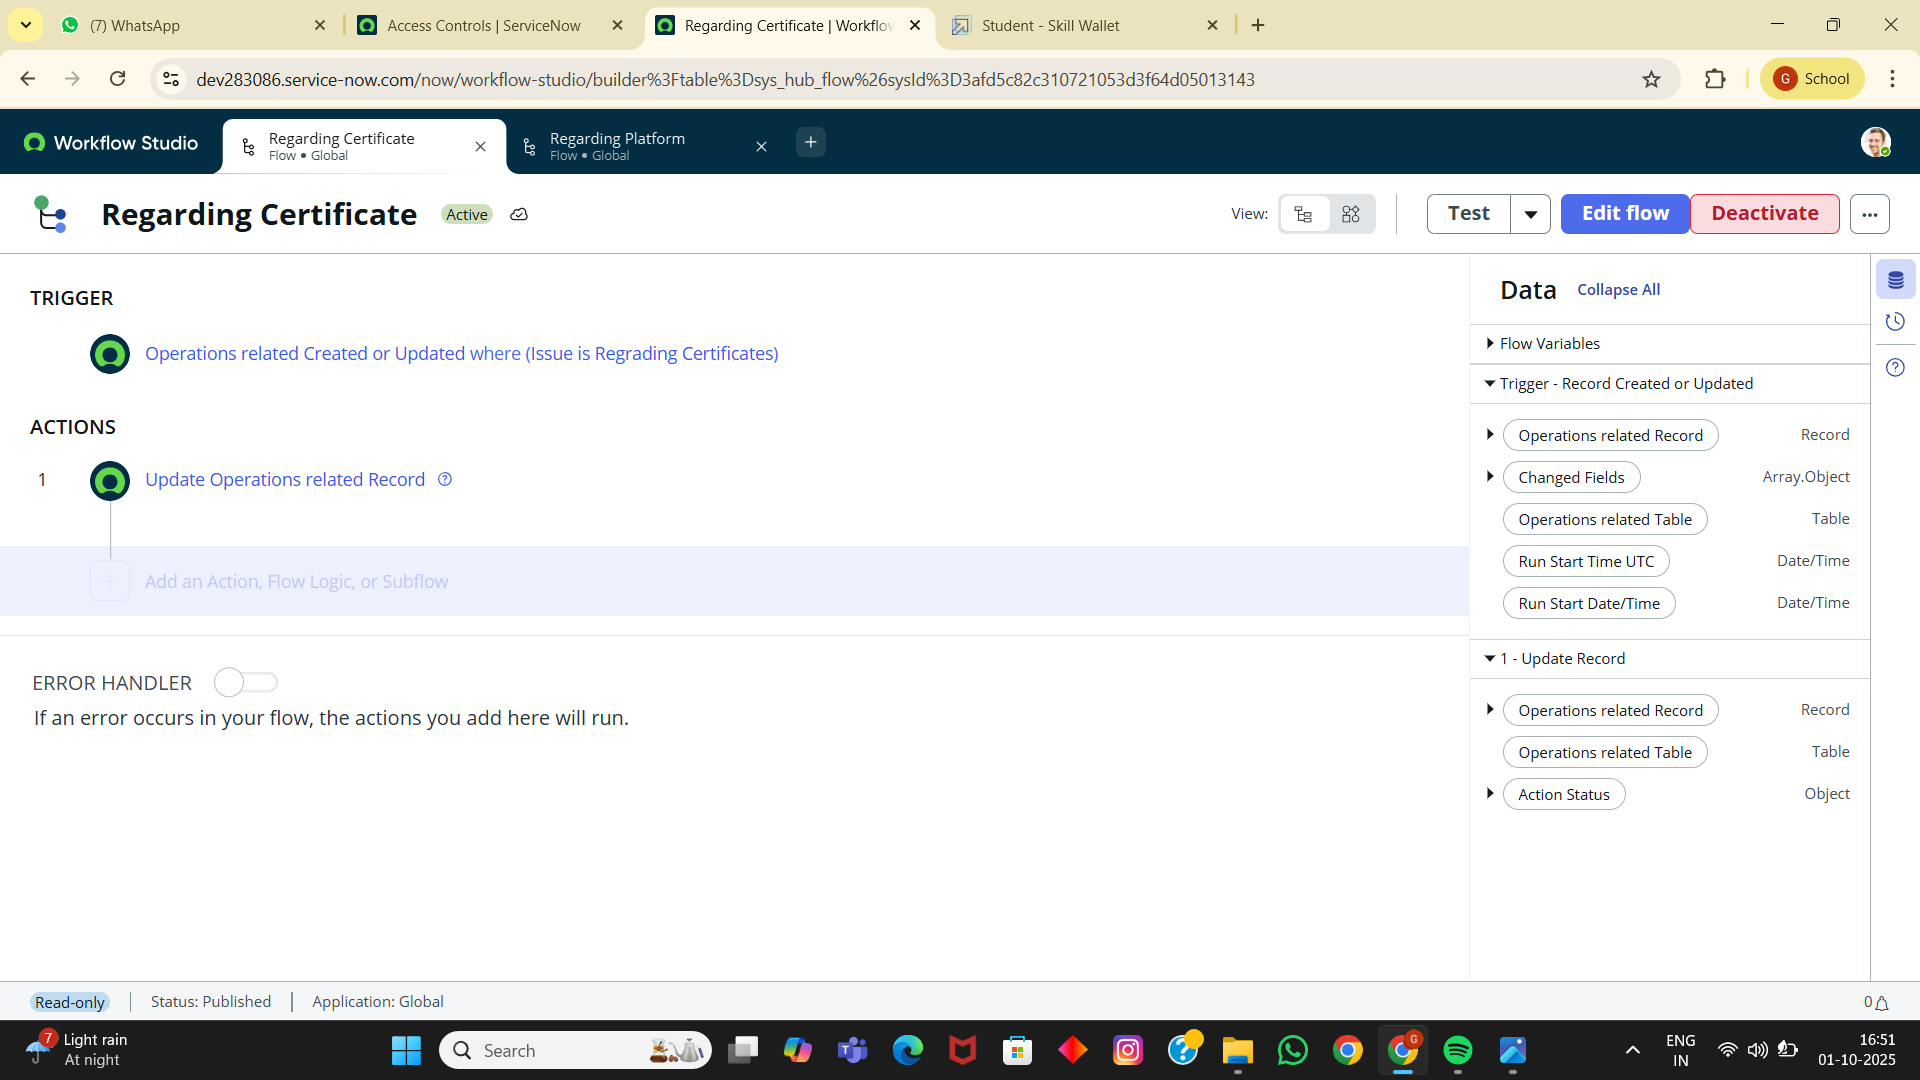 (7) WhatsApp
Access Controls | ServiceNow
Regarding Certificate | Workflow
Student - Skill Wallet
dev283086.service-now.com/now/workflow-studio/builder%3Ftable%3Dsys_hub_flow%26sysId%3D3afd5c82c310721053d3f64d05013143
G School
Workflow Studio
Regarding Certificate
Flow • Global
Regarding Platform
Flow • Global
Regarding Certificate
Active
View:
Test
Edit flow
Deactivate
TRIGGER
Operations related Created or Updated where (Issue is Regrading Certificates)
ACTIONS
1
Update Operations related Record
Add an Action, Flow Logic, or Subflow
ERROR HANDLER
If an error occurs in your flow, the actions you add here will run.
Data
Collapse All
Flow Variables
Trigger - Record Created or Updated
Operations related Record Record
Changed Fields Array.Object
Operations related Table Table
Run Start Time UTC Date/Time
Run Start Date/Time Date/Time
1 - Update Record
Operations related Record Record
Operations related Table Table
Action Status Object
Read-only
Status: Published
Application: Global
0
7
Light rain
At night
Search
G
ENG
IN
16:51
01-10-2025